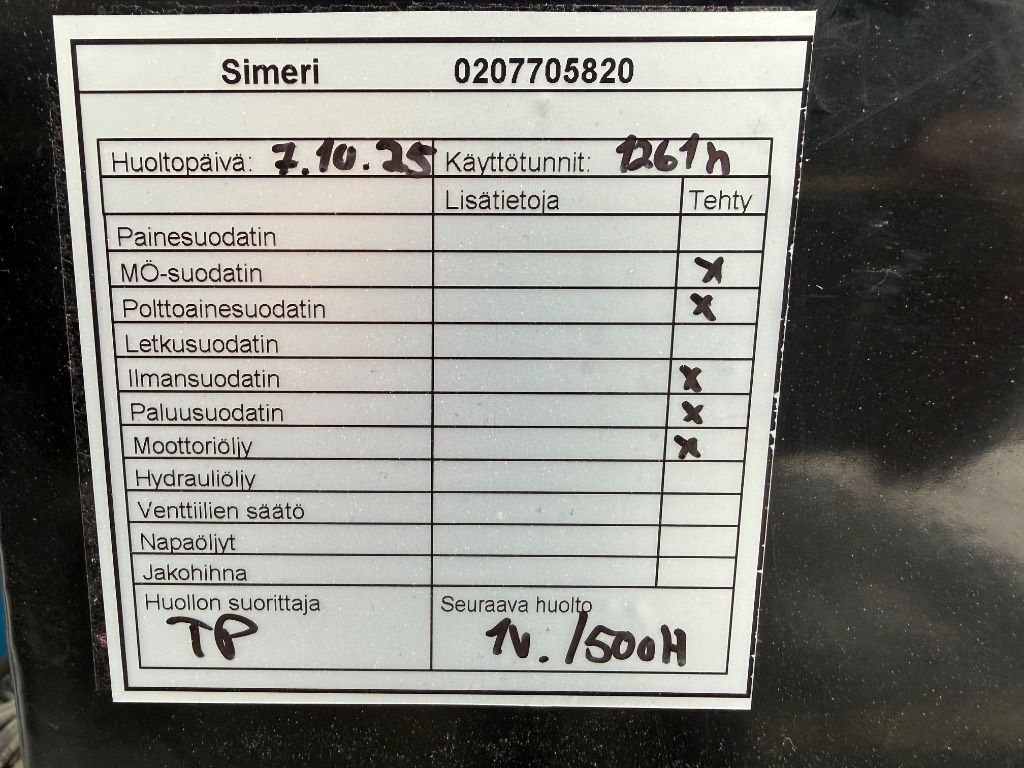 Simeri 0207705820
Huoltopäivä: 7.10.25 Käyttötunnit: 1261h
Lisätietoja Tehty
Painesuodatin
MÖ-suodatin x
Polttoainesuodatin x
Letkusuodatin
Ilmansuodatin x
Paluusuodatin x
Moottoriöljy x
Hydrauliöljy
Venttiilien säätö
Napaöljyt
Jakohihna
Huollon suorittaja Seuraava huolto
TP 1V. /500H